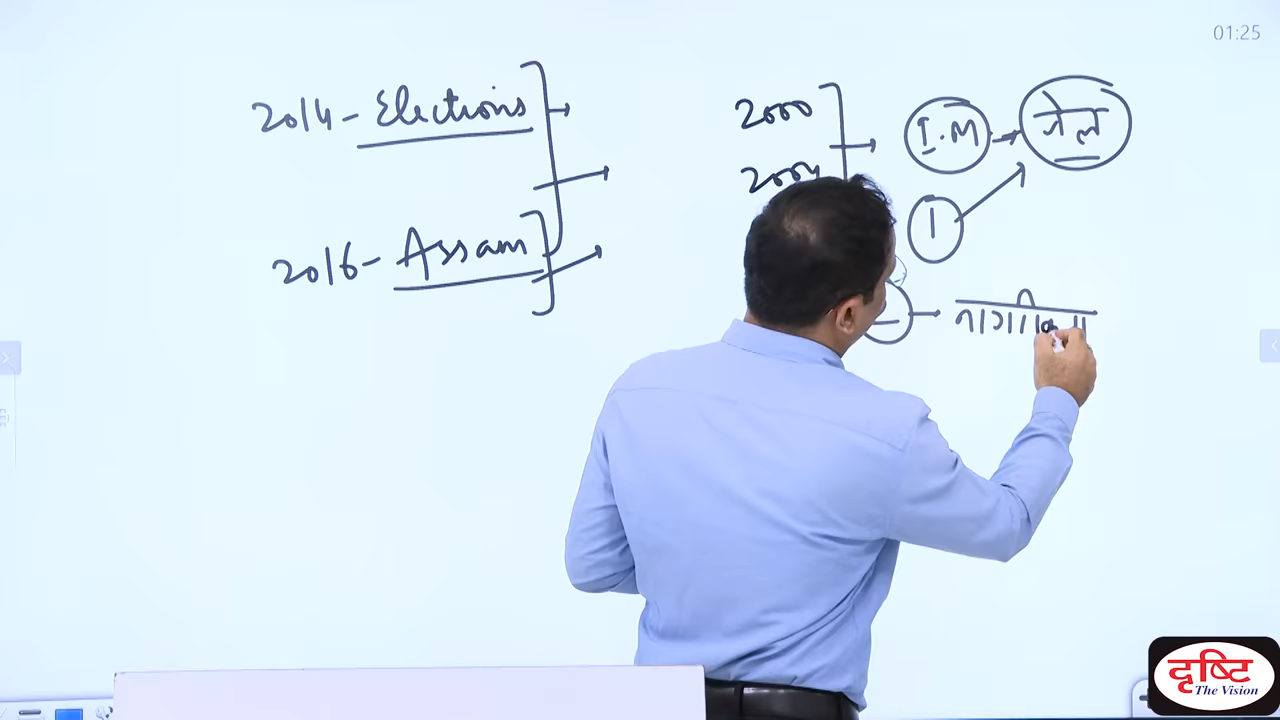 01:25
2014 - Elections
2016 - Assam
2000
I.M → जेल
1
दृष्टि
The Vision